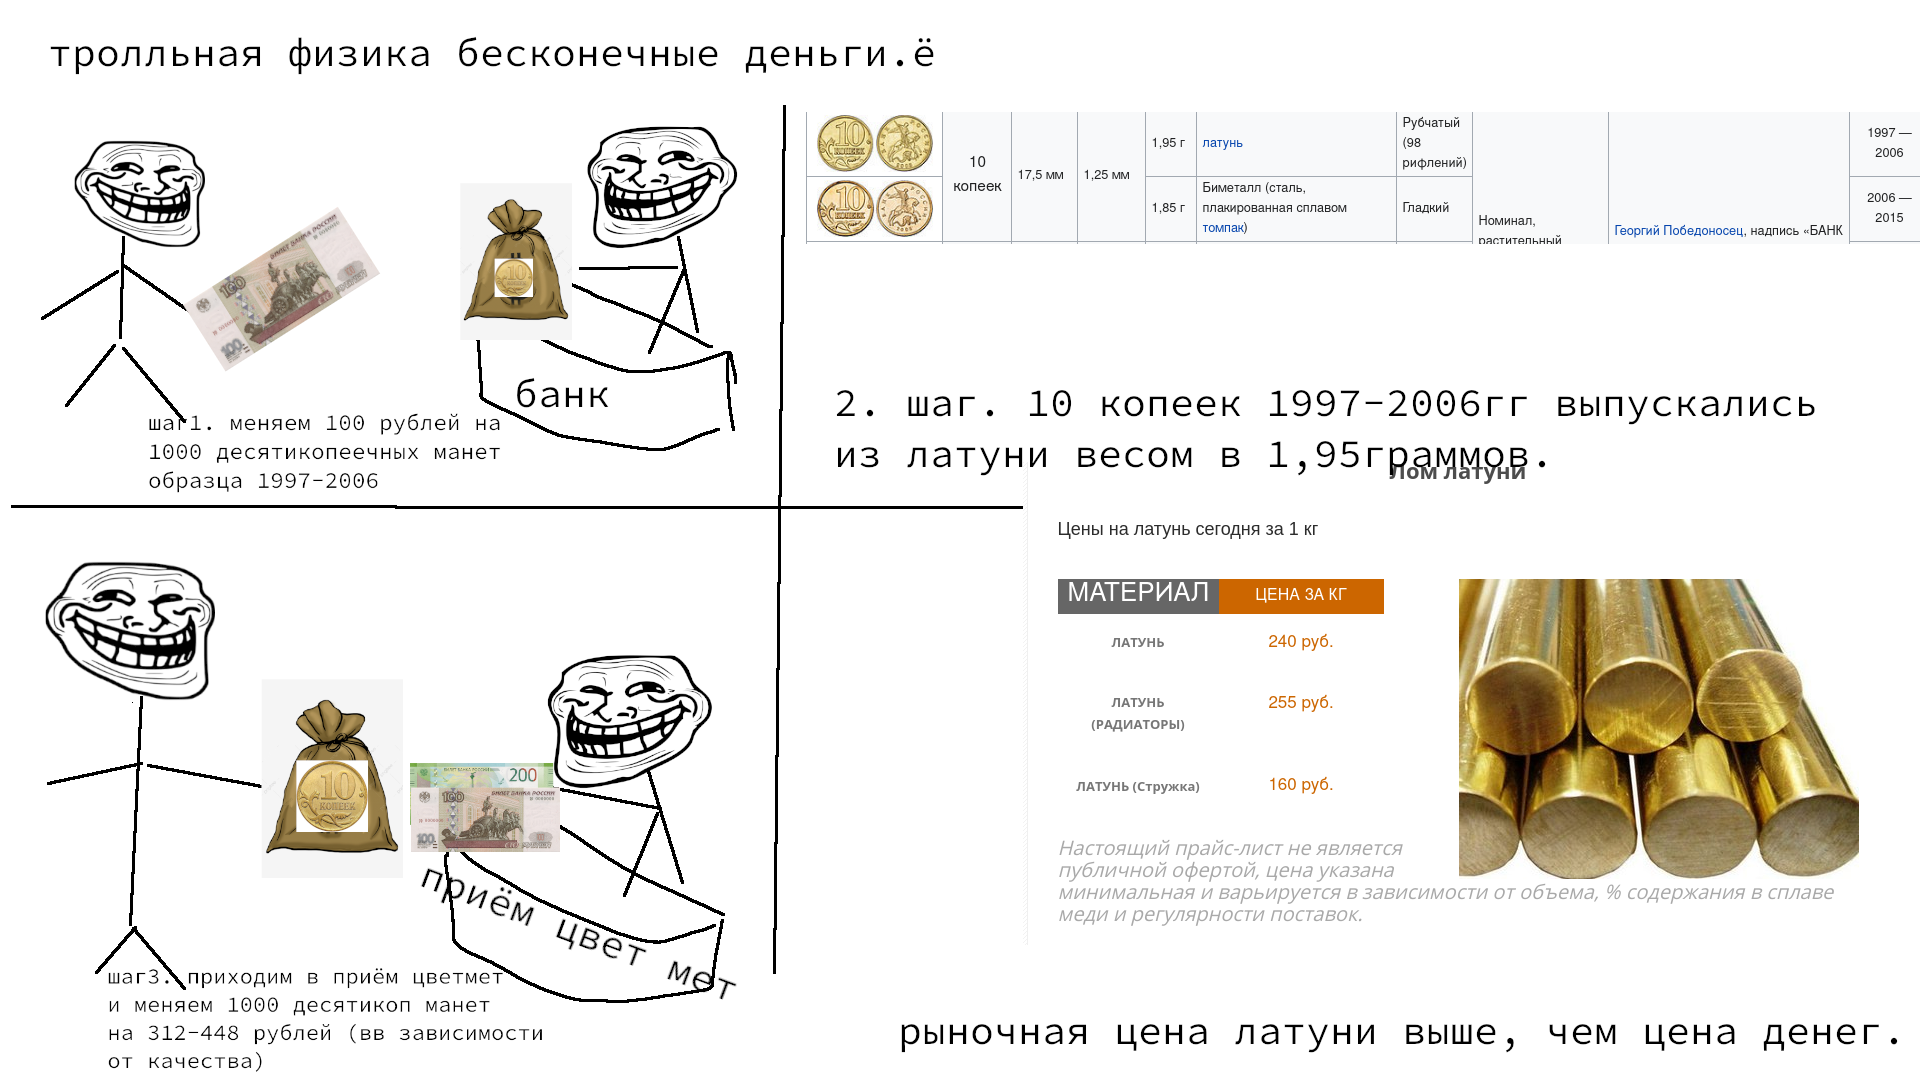 тролльная физика бесконечные деньги.ё
банк
шаг1. меняем 100 рублей на
1000 десятикопеечных манет
образца 1997-2006
10
копеек
17,5 мм
1,25 мм
1,95 г
латунь
Рубчатый
(98
рифлений)
1997 —
2006
1,85 г
Биметалл (сталь,
плакированная сплавом
томпак)
Гладкий
2006 —
2015
Номинал,
растительный
Георгий Победоносец, надпись «БАНК
2. шаг. 10 копеек 1997-2006гг выпускались
из латуни весом в 1,95граммов.
Лом латуни
Цены на латунь сегодня за 1 кг
МАТЕРИАЛ ЦЕНА ЗА КГ
ЛАТУНЬ 240 руб.
ЛАТУНЬ 255 руб.
(РАДИАТОРЫ)
ЛАТУНЬ (Стружка) 160 руб.
Настоящий прайс-лист не является
публичной офертой, цена указана
минимальная и варьируется в зависимости от объема, % содержания в сплаве
меди и регулярности поставок.
приём цвет мет
шаг3. приходим в приём цветмет
и меняем 1000 десятикоп манет
на 312-448 рублей (вв зависимости
от качества)
рыночная цена латуни выше, чем цена денег.